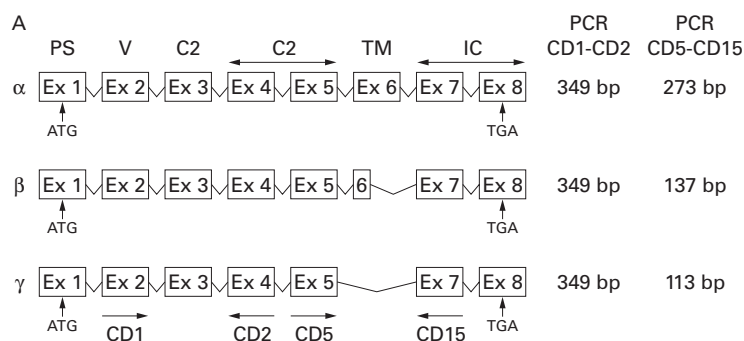 A
PCR PCR
PS V C2 C2 TM IC CD1-CD2 CD5-CD15
α Ex 1 Ex 2 Ex 3 Ex 4 Ex 5 Ex 6 Ex 7 Ex 8 349 bp 273 bp
ATG TGA
β Ex 1 Ex 2 Ex 3 Ex 4 Ex 5 6 Ex 7 Ex 8 349 bp 137 bp
ATG TGA
γ Ex 1 Ex 2 Ex 3 Ex 4 Ex 5 Ex 7 Ex 8 349 bp 113 bp
ATG CD1 CD2 CD5 CD15 TGA